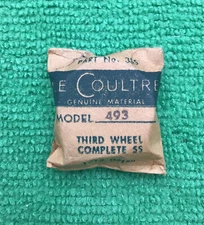 PART No. 
E COULTRE
GENUINE MATERIAL
MODEL 493
THIRD WHEEL
COMPLETE SS